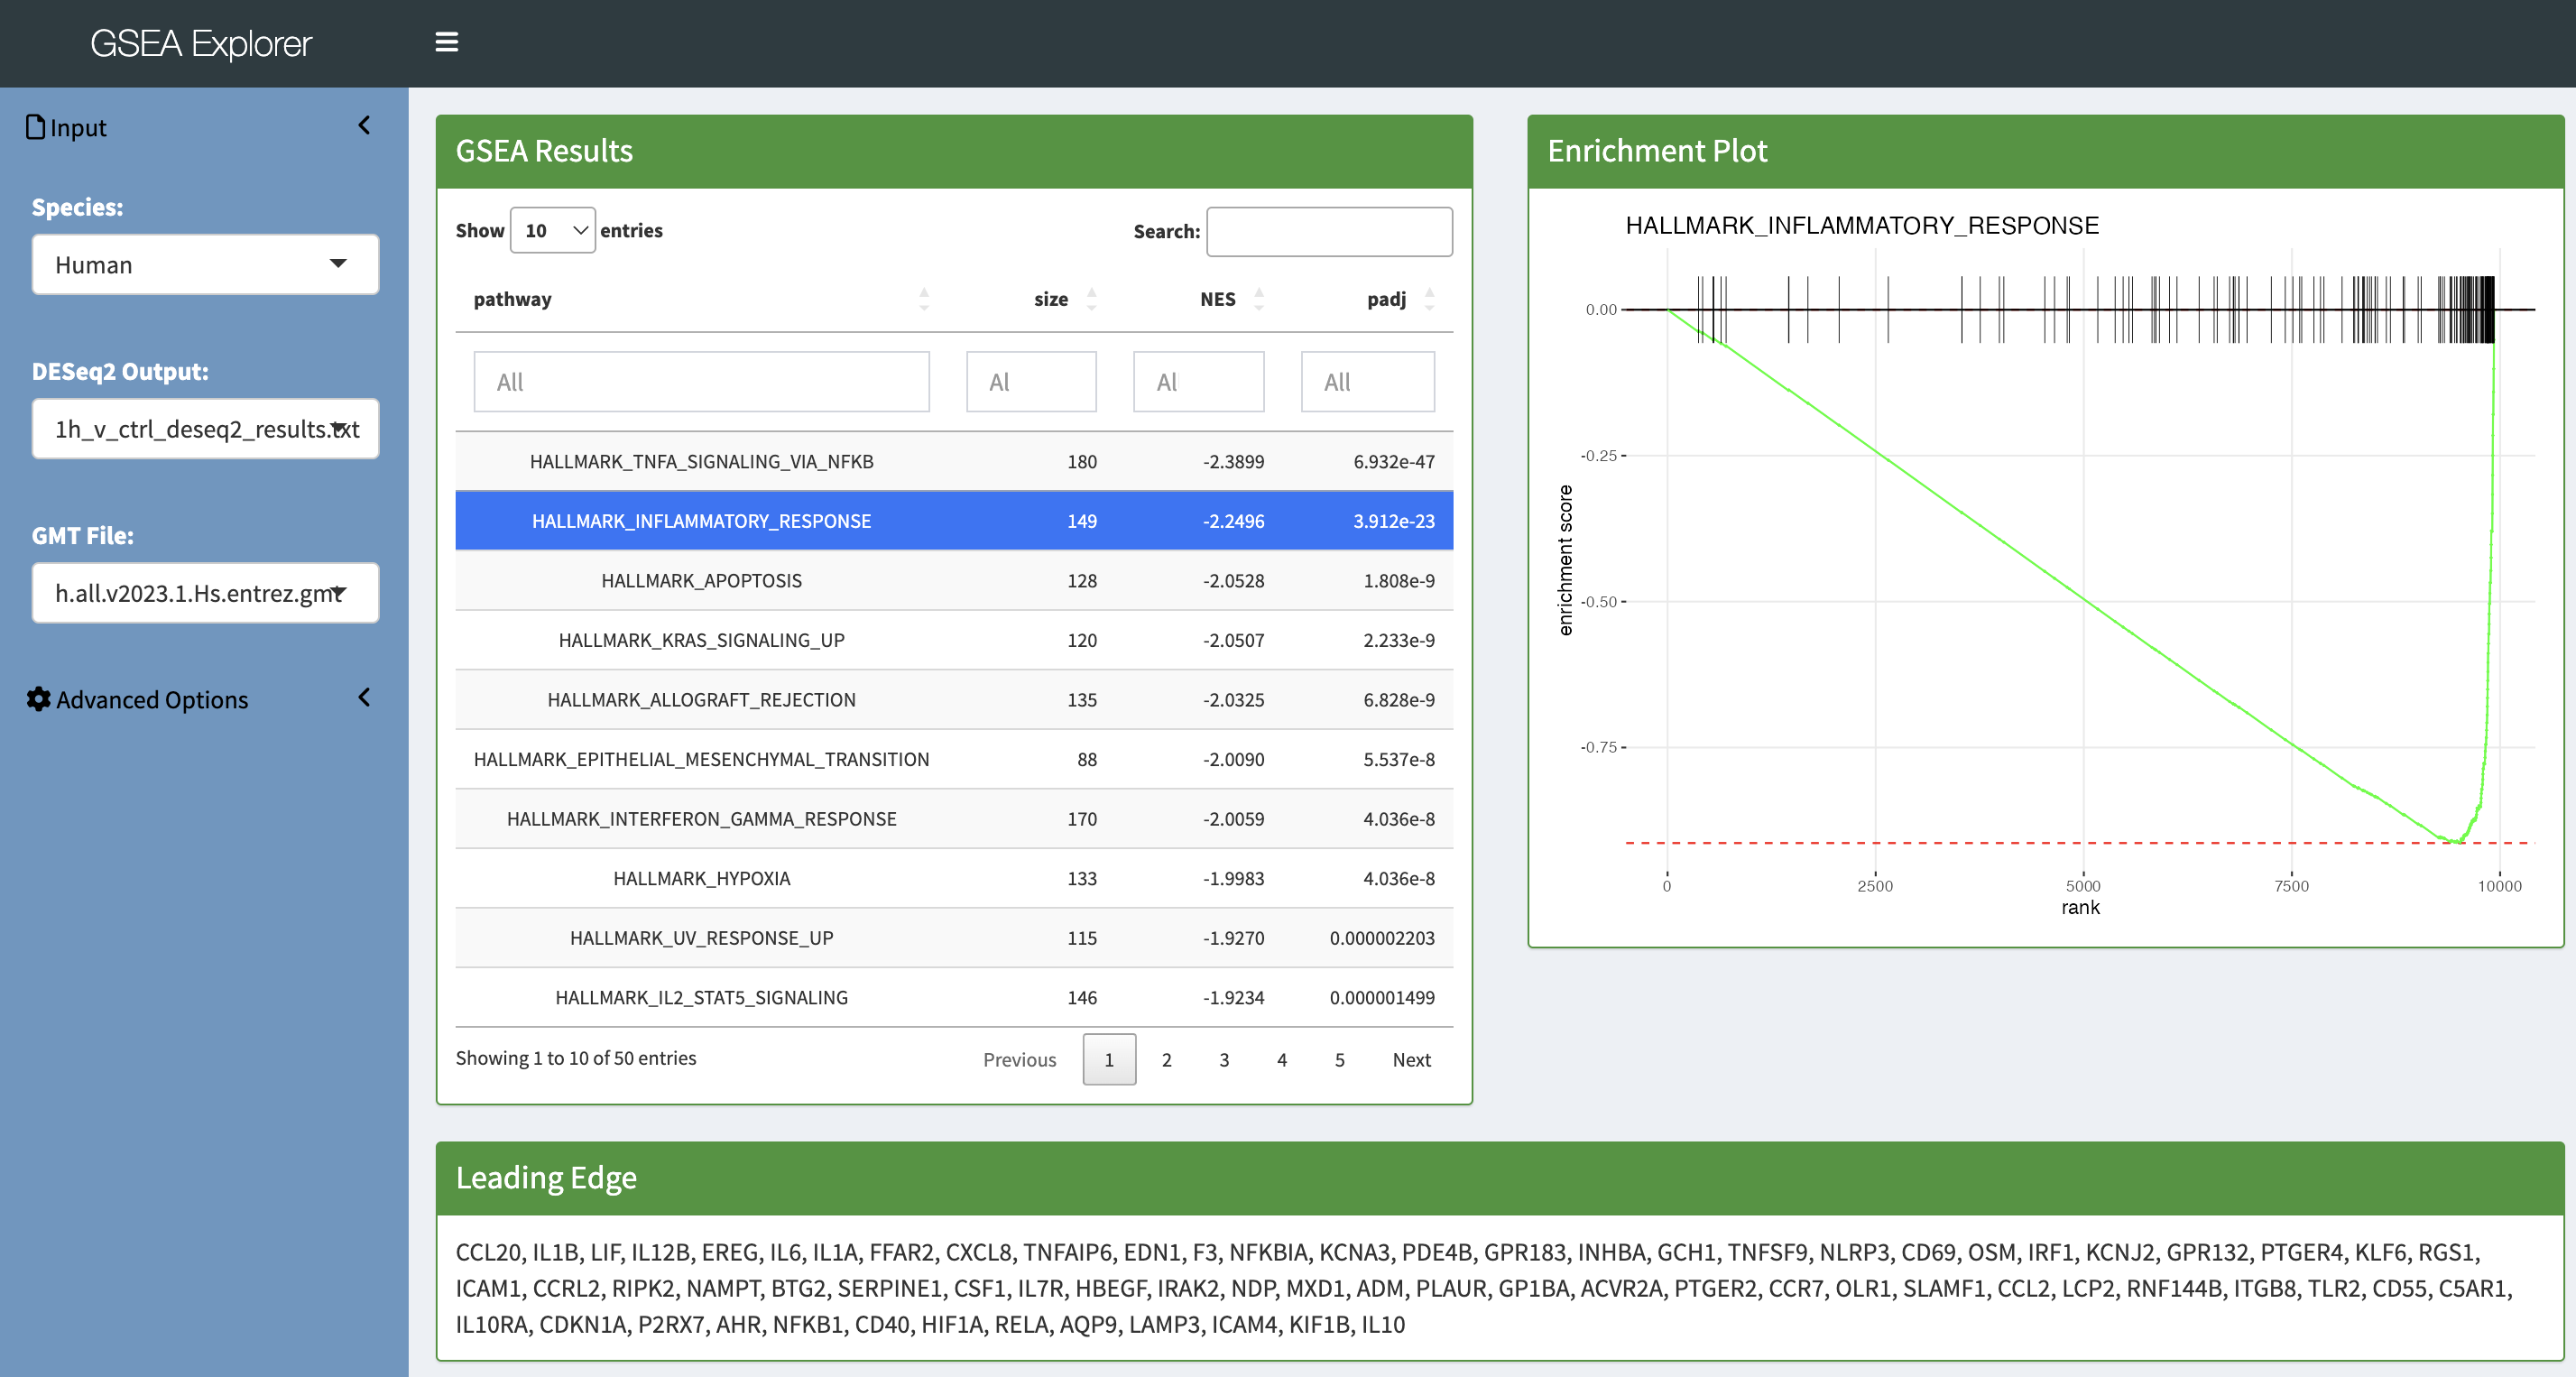 GSEA Explorer
Input
Species:
Human
DESeq2 Output:
1h_v_ctrl_deseq2_results.txt
GMT File:
h.all.v2023.1.Hs.entrez.gmt
Advanced Options
GSEA Results
Show 10 entries
Search:
pathway size NES padj
All Al Al All
HALLMARK_TNFA_SIGNALING_VIA_NFKB 180 -2.3899 6.932e-47
HALLMARK_INFLAMMATORY_RESPONSE 149 -2.2496 3.912e-23
HALLMARK_APOPTOSIS 128 -2.0528 1.808e-9
HALLMARK_KRAS_SIGNALING_UP 120 -2.0507 2.233e-9
HALLMARK_ALLOGRAFT_REJECTION 135 -2.0325 6.828e-9
HALLMARK_EPITHELIAL_MESENCHYMAL_TRANSITION 88 -2.0090 5.537e-8
HALLMARK_INTERFERON_GAMMA_RESPONSE 170 -2.0059 4.036e-8
HALLMARK_HYPOXIA 133 -1.9983 4.036e-8
HALLMARK_UV_RESPONSE_UP 115 -1.9270 0.000002203
HALLMARK_IL2_STAT5_SIGNALING 146 -1.9234 0.000001499
Showing 1 to 10 of 50 entries
Previous 1 2 3 4 5 Next
Enrichment Plot
HALLMARK_INFLAMMATORY_RESPONSE
0.00
-0.25
-0.50
-0.75
enrichment score
0 2500 5000 7500 10000
rank
Leading Edge
CCL20, IL1B, LIF, IL12B, EREG, IL6, IL1A, FFAR2, CXCL8, TNFAIP6, EDN1, F3, NFKBIA, KCNA3, PDE4B, GPR183, INHBA, GCH1, TNFSF9, NLRP3, CD69, OSM, IRF1, KCNJ2, GPR132, PTGER4, KLF6, RGS1,
ICAM1, CCRL2, RIPK2, NAMPT, BTG2, SERPINE1, CSF1, IL7R, HBEGF, IRAK2, NDP, MXD1, ADM, PLAUR, GP1BA, ACVR2A, PTGER2, CCR7, OLR1, SLAMF1, CCL2, LCP2, RNF144B, ITGB8, TLR2, CD55, C5AR1,
IL10RA, CDKN1A, P2RX7, AHR, NFKB1, CD40, HIF1A, RELA, AQP9, LAMP3, ICAM4, KIF1B, IL10